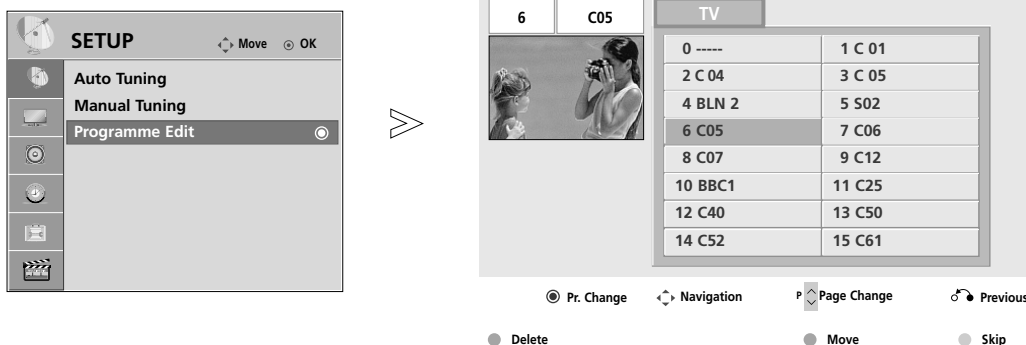 SETUP Move OK
Auto Tuning
Manual Tuning
Programme Edit
6 C05
TV
0 ----- 1 C 01
2 C 04 3 C 05
4 BLN 2 5 S02
6 C05 7 C06
8 C07 9 C12
10 BBC1 11 C25
12 C40 13 C50
14 C52 15 C61
Pr. Change Navigation P Page Change Previous
Delete Move Skip